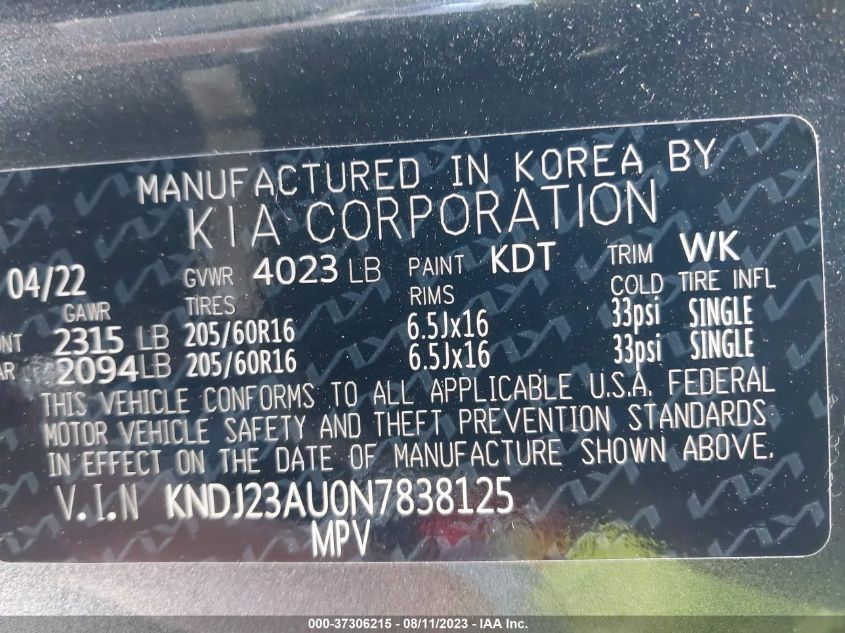 MANUFACTURED IN KOREA BY
KIA CORPORATION
04/22 GVWR 4023 LB PAINT KDT TRIM WK
GAWR TIRES RIMS COLD TIRE INFL
NT 2315 LB 205/60R16 6.5Jx16 33psi SINGLE
AR 2094 LB 205/60R16 6.5Jx16 33psi SINGLE
THIS VEHICLE CONFORMS TO ALL APPLICABLE U.S.A. FEDERAL
MOTOR VEHICLE SAFETY AND THEFT PREVENTION STANDARDS
IN EFFECT ON THE DATE OF MANUFACTURE SHOWN ABOVE.
V.I.N KNDJ23AU0N7838125
MPV
000-37306215 - 08/11/2023 - IAA Inc.